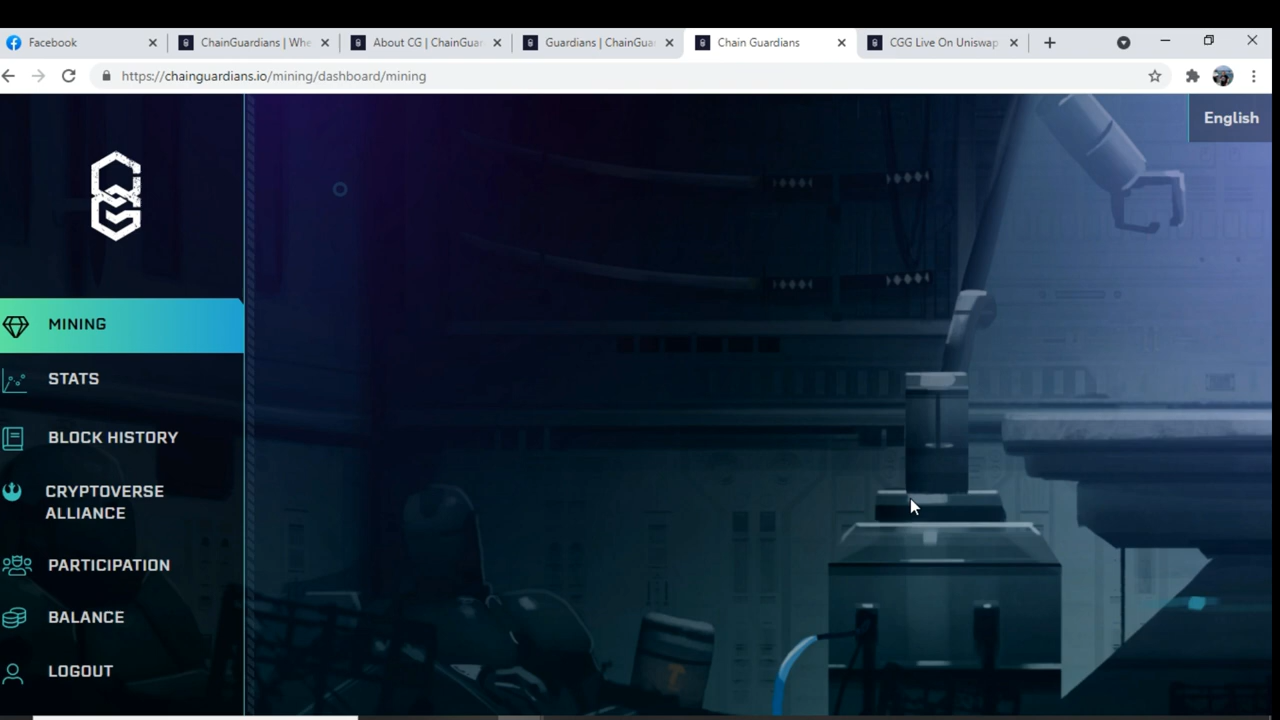 Facebook
ChainGuardians | Whe
About CG | ChainGuar
Guardians | ChainGua
Chain Guardians
CGG Live On Uniswap
https://chainguardians.io/mining/dashboard/mining
English
MINING
STATS
BLOCK HISTORY
CRYPTOVERSE
ALLIANCE
PARTICIPATION
BALANCE
LOGOUT